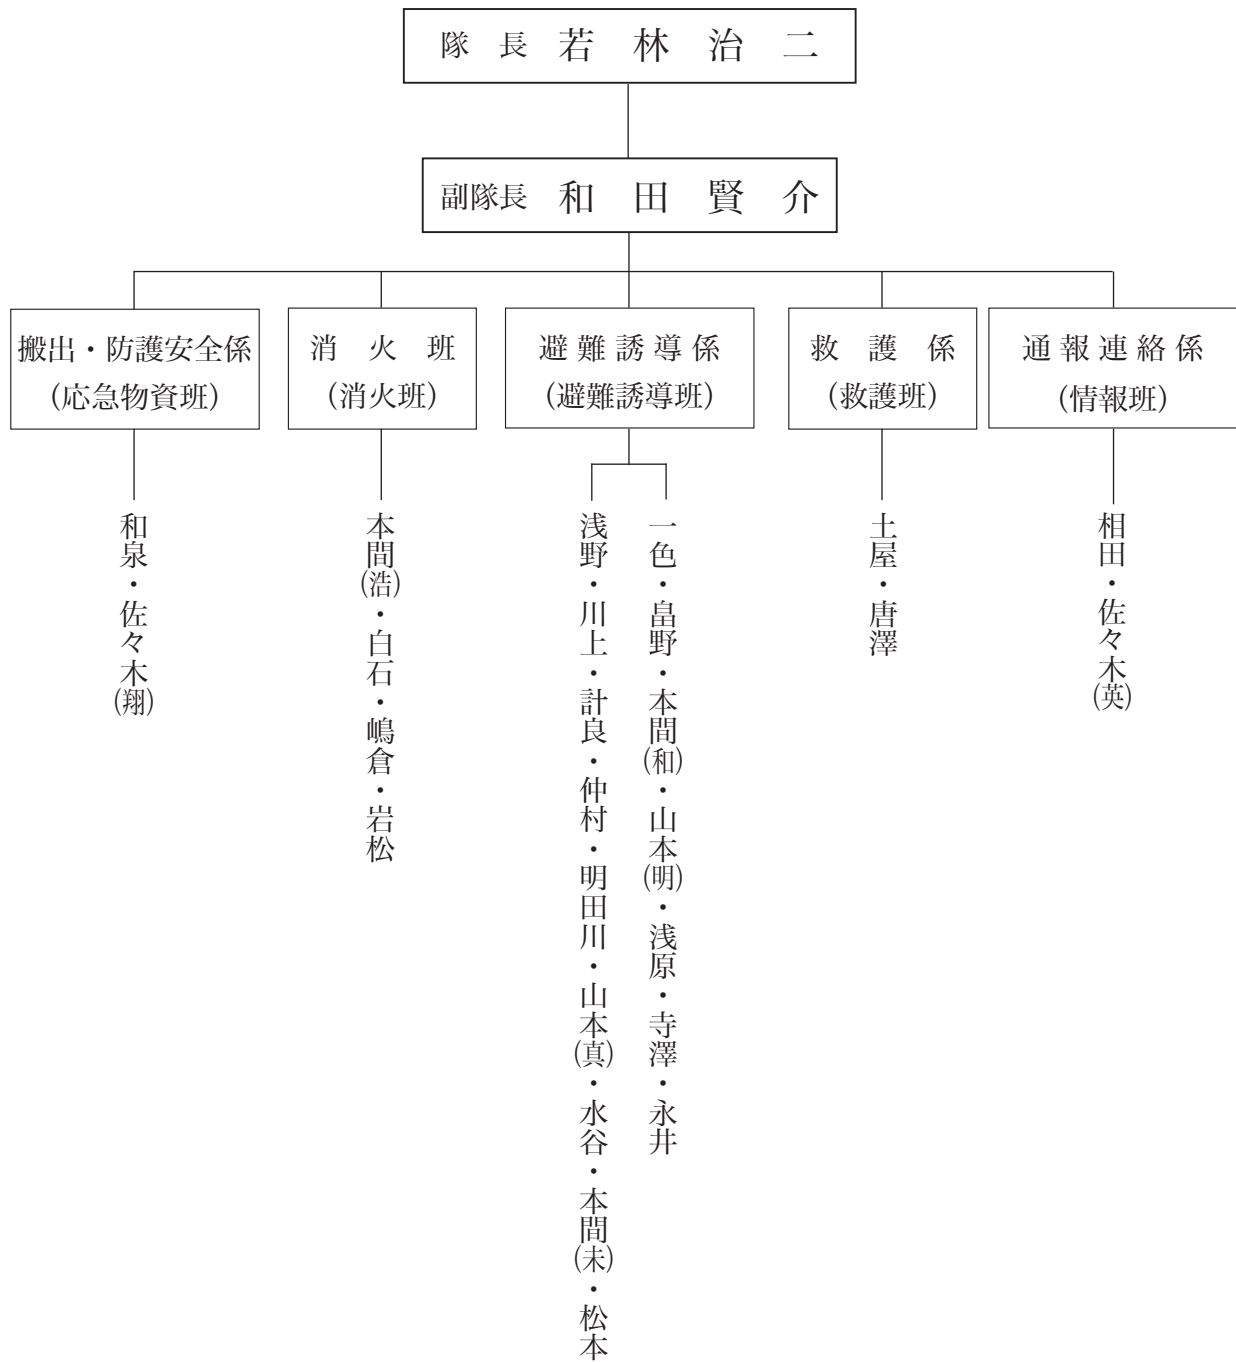 隊長 若林治二
副隊長 和田賢介
搬出・防護安全係
(応急物資班)
消火班
(消火班)
避難誘導係
(避難誘導班)
救護係
(救護班)
通報連絡係
(情報班)
和泉・佐々木(翔)
本間(浩)・白石・嶋倉・岩松
一色・畠野・本間(和)・山本(明)・浅原・寺澤・永井
浅野・川上・計良・仲村・明田川・山本(真)・水谷・本間(未)・松本
土屋・唐澤
相田・佐々木(英)